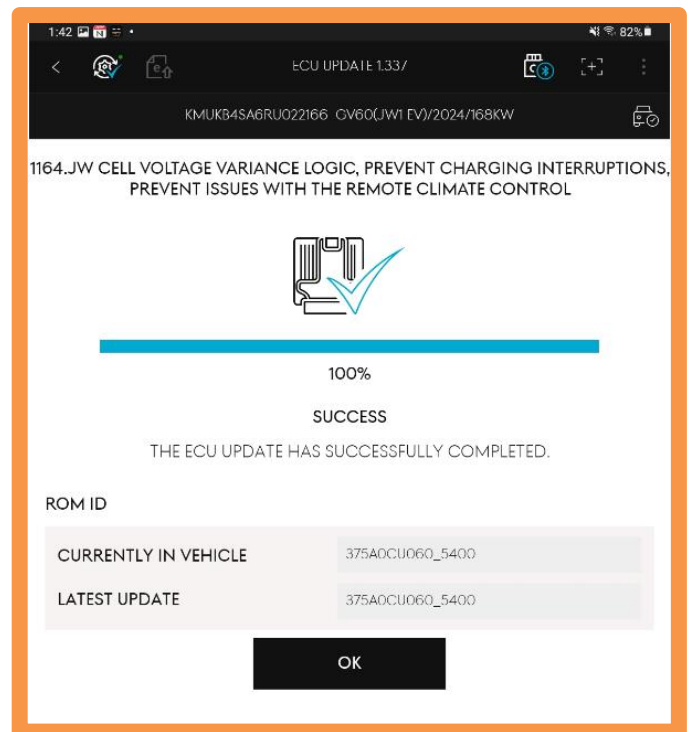 1:42 82%
ECU UPDATE 1.337
KMUKB4SA6RU022166 GV60(JW1 EV)/2024/168KW
1164.JW CELL VOLTAGE VARIANCE LOGIC, PREVENT CHARGING INTERRUPTIONS,
PREVENT ISSUES WITH THE REMOTE CLIMATE CONTROL
100%
SUCCESS
THE ECU UPDATE HAS SUCCESSFULLY COMPLETED.
ROM ID
CURRENTLY IN VEHICLE 375A0CU060_5400
LATEST UPDATE 375A0CU060_5400
OK